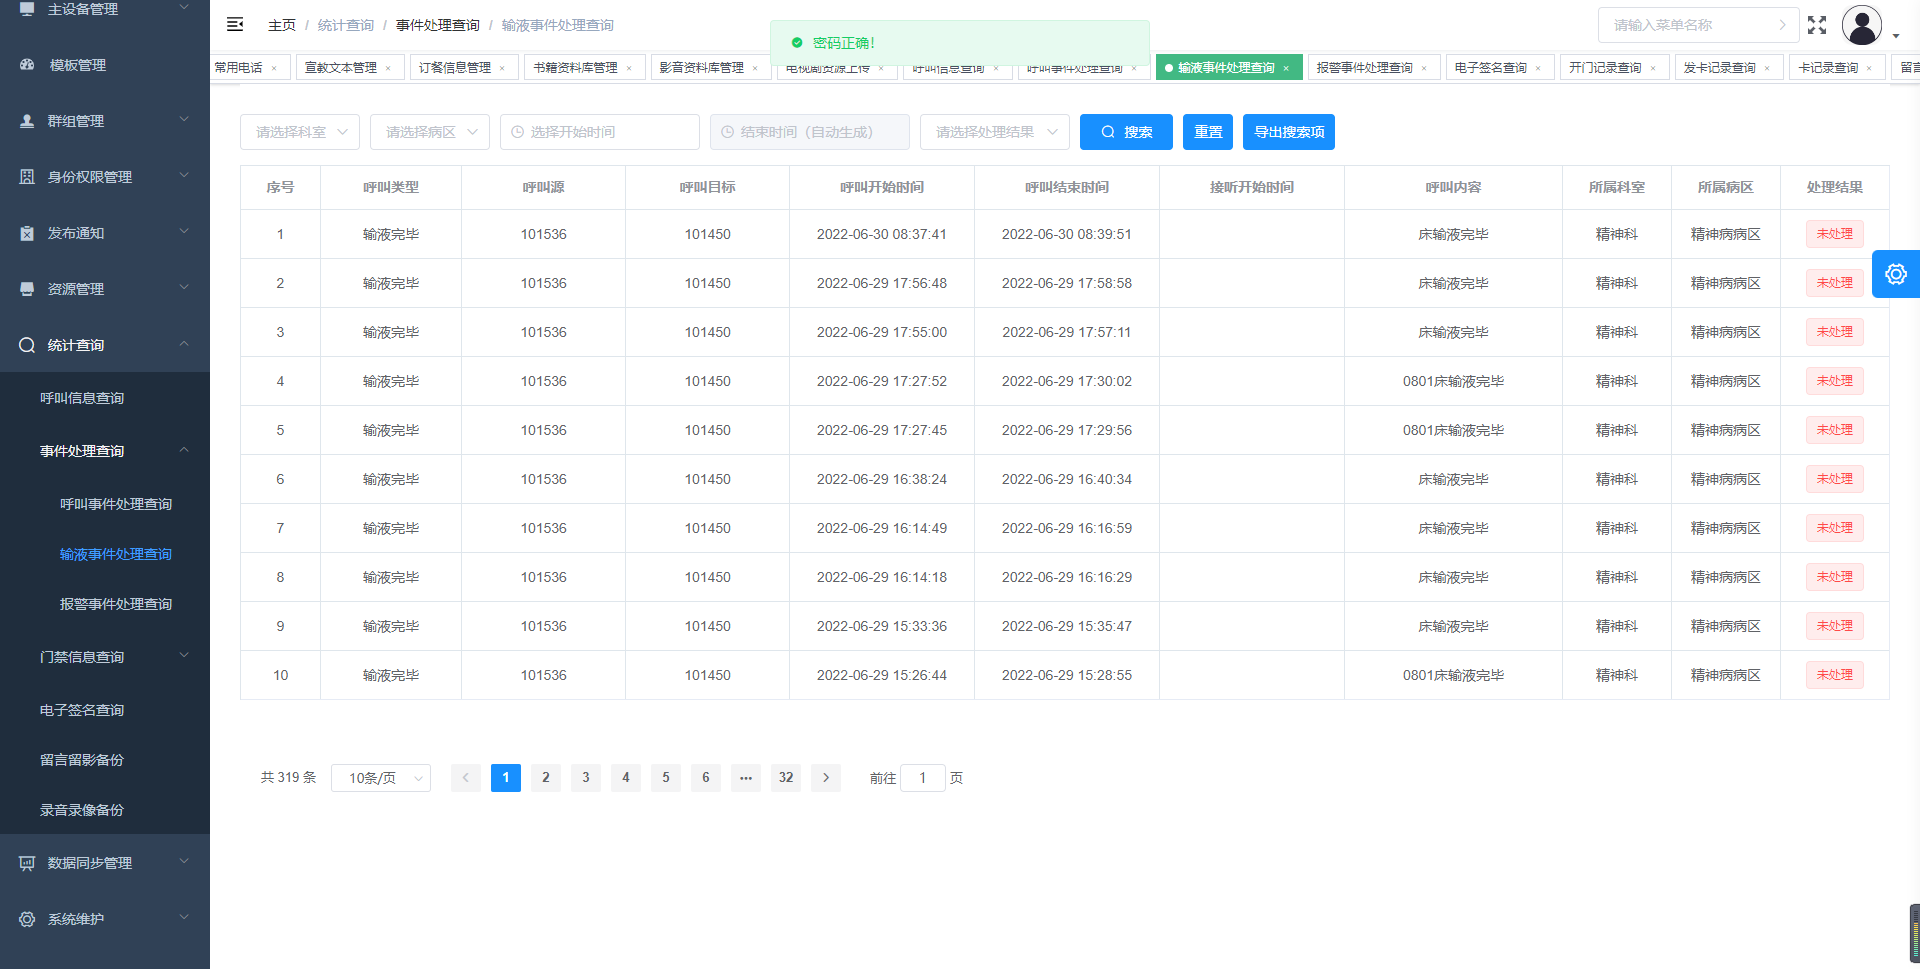 主设备管理
模板管理
群组管理
身份权限管理
发布通知
资源管理
统计查询
呼叫信息查询
事件处理查询
呼叫事件处理查询
输液事件处理查询
报警事件处理查询
门禁信息查询
电子签名查询
留言留影备份
录音录像备份
数据同步管理
系统维护
主页 / 统计查询 / 事件处理查询 / 输液事件处理查询
密码正确!
请输入菜单名称
常用电话 × 宣教文本管理 × 订餐信息管理 × 书籍资料库管理 × 影音资料库管理 × 电视剧资源上传 × 呼叫信息查询 × 呼叫事件处理查询 × 输液事件处理查询 × 报警事件处理查询 × 电子签名查询 × 开门记录查询 × 发卡记录查询 × 卡记录查询 × 留言
请选择科室 请选择病区 选择开始时间 结束时间（自动生成） 请选择处理结果 搜索 重置 导出搜索项
序号 呼叫类型 呼叫源 呼叫目标 呼叫开始时间 呼叫结束时间 接听开始时间 呼叫内容 所属科室 所属病区 处理结果
1 输液完毕 101536 101450 2022-06-30 08:37:41 2022-06-30 08:39:51 床输液完毕 精神科 精神病病区 未处理
2 输液完毕 101536 101450 2022-06-29 17:56:48 2022-06-29 17:58:58 床输液完毕 精神科 精神病病区 未处理
3 输液完毕 101536 101450 2022-06-29 17:55:00 2022-06-29 17:57:11 床输液完毕 精神科 精神病病区 未处理
4 输液完毕 101536 101450 2022-06-29 17:27:52 2022-06-29 17:30:02 0801床输液完毕 精神科 精神病病区 未处理
5 输液完毕 101536 101450 2022-06-29 17:27:45 2022-06-29 17:29:56 0801床输液完毕 精神科 精神病病区 未处理
6 输液完毕 101536 101450 2022-06-29 16:38:24 2022-06-29 16:40:34 床输液完毕 精神科 精神病病区 未处理
7 输液完毕 101536 101450 2022-06-29 16:14:49 2022-06-29 16:16:59 床输液完毕 精神科 精神病病区 未处理
8 输液完毕 101536 101450 2022-06-29 16:14:18 2022-06-29 16:16:29 床输液完毕 精神科 精神病病区 未处理
9 输液完毕 101536 101450 2022-06-29 15:33:36 2022-06-29 15:35:47 床输液完毕 精神科 精神病病区 未处理
10 输液完毕 101536 101450 2022-06-29 15:26:44 2022-06-29 15:28:55 0801床输液完毕 精神科 精神病病区 未处理
共 319 条 10条/页 1 2 3 4 5 6 ••• 32 前往 1 页